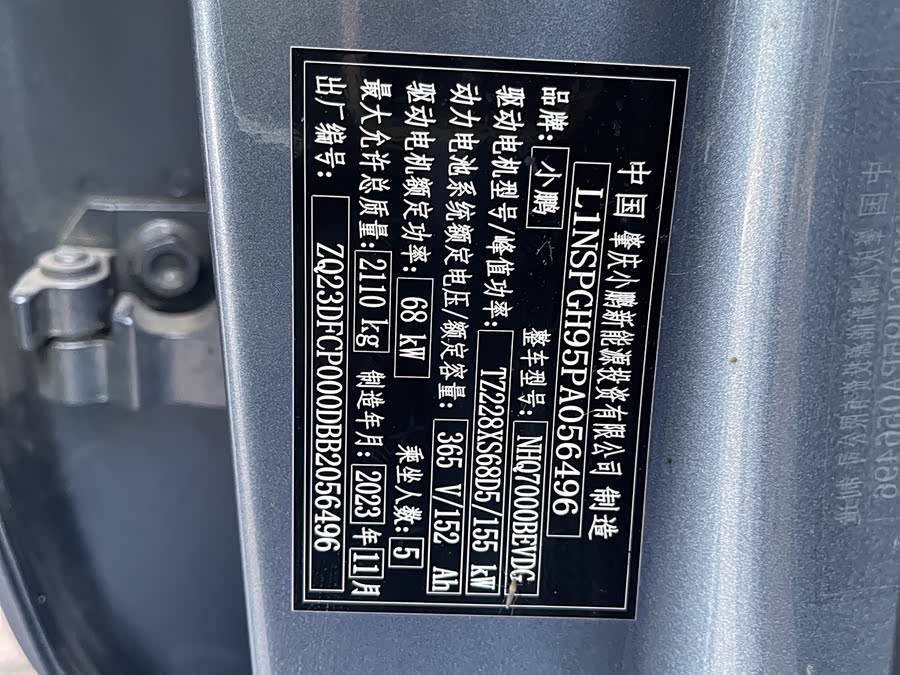 中国 肇庆小鹏新能源投资有限公司 制造
L1NSPGH95PA056496
品牌: 小鹏 整车型号: NHQ7000BEVDG
驱动电机型号/峰值功率: TZ228XS68D5/155 kW
动力电池系统额定电压/额定容量: 365 V/152 Ah
驱动电机额定功率: 68 kW 乘坐人数: 5
最大允许总质量: 2110 kg 制造年月: 2023 年 11 月
出厂编号: ZQ23DFCP000DBB2056496